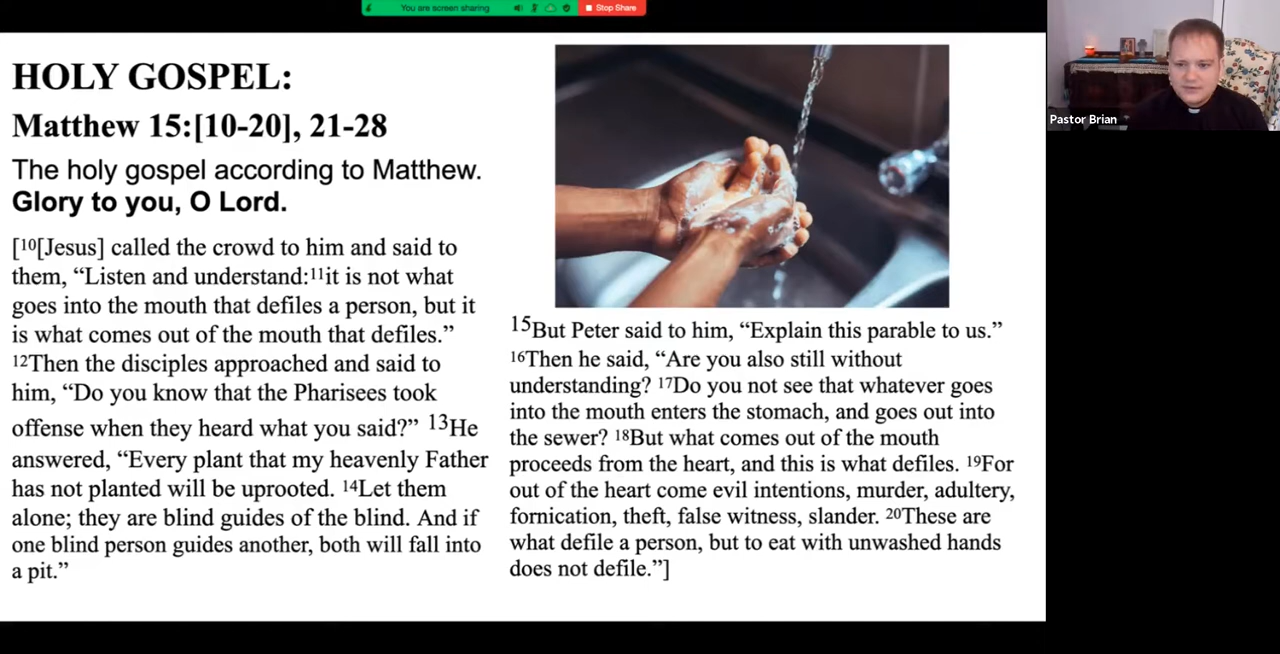 You are screen sharing
Stop Share
HOLY GOSPEL:
Matthew 15:[10-20], 21-28
The holy gospel according to Matthew.
Glory to you, O Lord.
[¹⁰[Jesus] called the crowd to him and said to
them, “Listen and understand:¹¹it is not what
goes into the mouth that defiles a person, but it
is what comes out of the mouth that defiles.”
¹²Then the disciples approached and said to
him, “Do you know that the Pharisees took
offense when they heard what you said?” ¹³He
answered, “Every plant that my heavenly Father
has not planted will be uprooted. ¹⁴Let them
alone; they are blind guides of the blind. And if
one blind person guides another, both will fall into
a pit.”
¹⁵But Peter said to him, “Explain this parable to us.”
¹⁶Then he said, “Are you also still without
understanding? ¹⁷Do you not see that whatever goes
into the mouth enters the stomach, and goes out into
the sewer? ¹⁸But what comes out of the mouth
proceeds from the heart, and this is what defiles. ¹⁹For
out of the heart come evil intentions, murder, adultery,
fornication, theft, false witness, slander. ²⁰These are
what defile a person, but to eat with unwashed hands
does not defile.”]
Pastor Brian